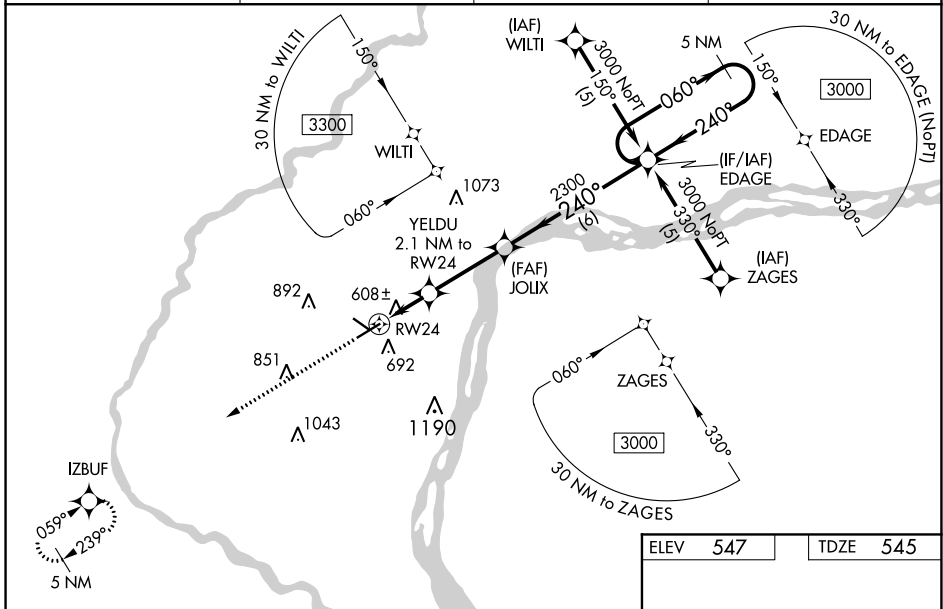 30 NM to WILTI
150°
3300
WILTI
060°
(IAF)
WILTI
3000 NoPT
150°
(5)
5 NM
060°
240°
30 NM to EDAGE (NoPT)
150°
3000
EDAGE
330°
(IF/IAF)
EDAGE
2300
240°
(6)
3000 NoPT
330°
(5)
(IAF)
ZAGES
1073
YELDU
2.1 NM to
RW24
(FAF)
JOLIX
892
608±
RW24
692
851
1043
1190
060°
ZAGES
3000
330°
30 NM to ZAGES
IZBUF
059°
239°
5 NM
ELEV 547
TDZE 545